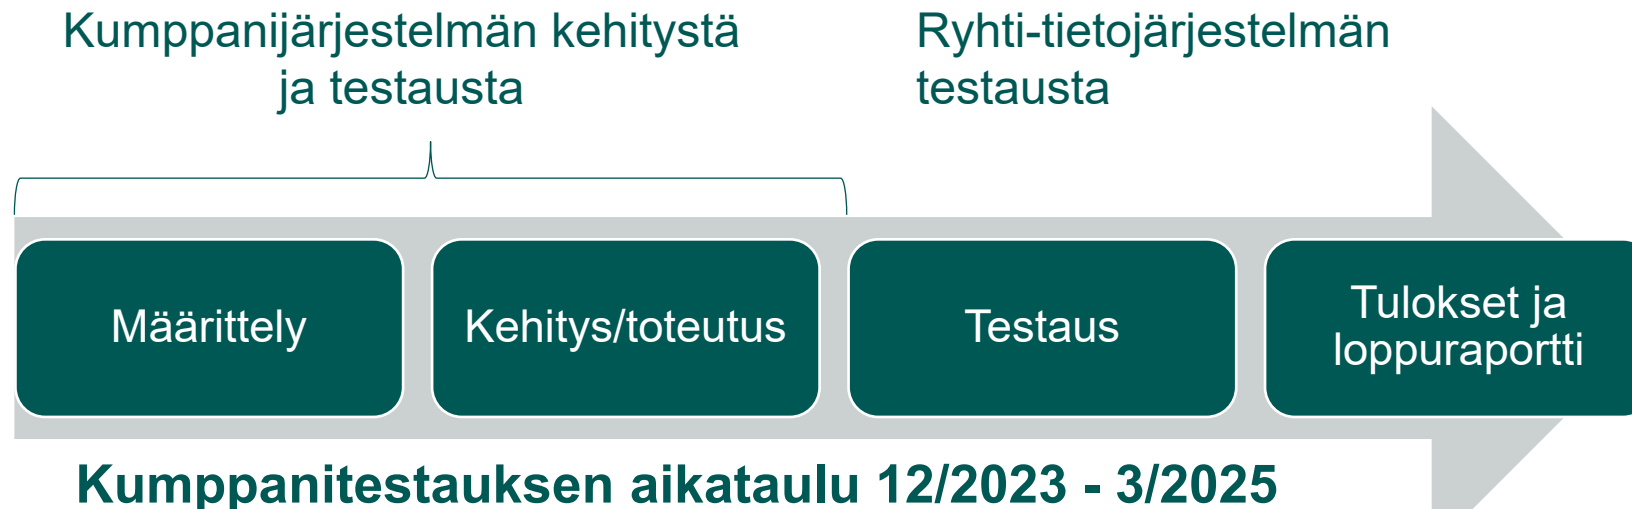 Kumppanijärjestelmän kehitystä
ja testausta
Ryhti-tietojärjestelmän
testausta
Määrittely
Kehitys/toteutus
Testaus
Tulokset ja
loppuraportti
Kumppanitestauksen aikataulu 12/2023 - 3/2025